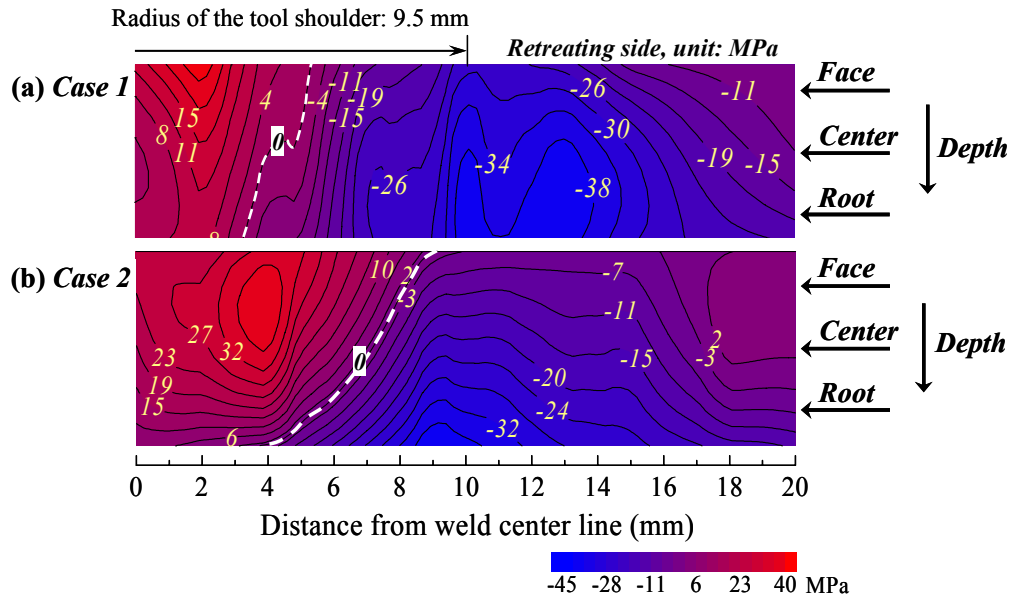 Radius of the tool shoulder: 9.5 mm
Retreating side, unit: MPa
(a) Case 1
15
8
11
4
0
-4
-11
-19
-15
-26
-34
-38
-26
-30
-11
-19
-15
8
Face
Center
Root
Depth
(b) Case 2
27
32
23
19
15
6
10
2
-3
0
-7
-11
-15
-20
-24
-32
2
-3
Face
Center
Root
Depth
0 2 4 6 8 10 12 14 16 18 20
Distance from weld center line (mm)
-45 -28 -11 6 23 40 MPa